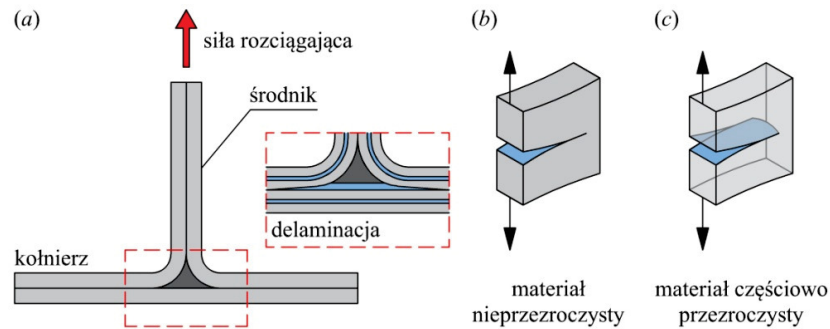 (a)
siła rozciągająca
środnik
kołnierz
delaminacja
(b)
materiał
nieprzezroczysty
(c)
materiał częściowo
przezroczysty